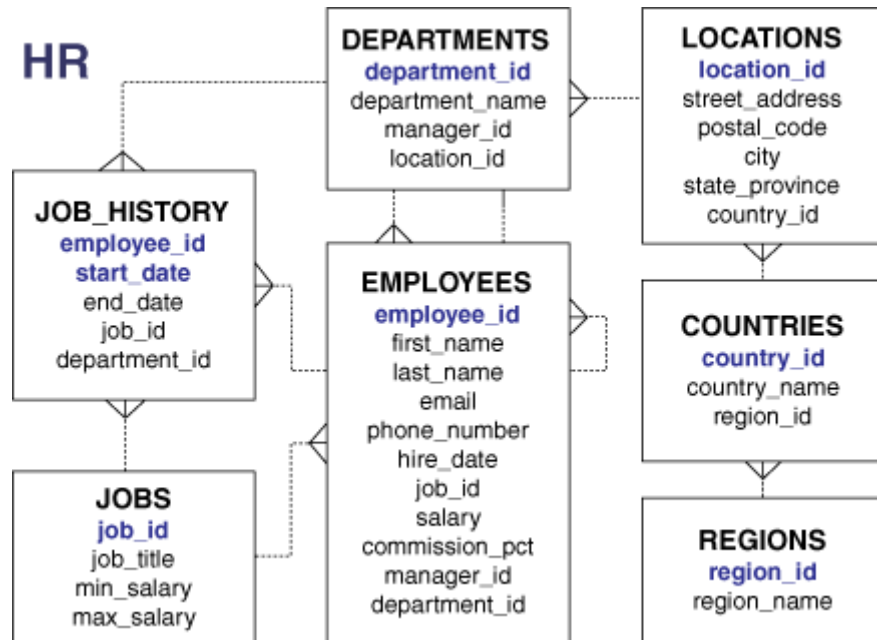 HR
DEPARTMENTS
department_id
department_name
manager_id
location_id
LOCATIONS
location_id
street_address
postal_code
city
state_province
country_id
JOB_HISTORY
employee_id
start_date
end_date
job_id
department_id
EMPLOYEES
employee_id
first_name
last_name
email
phone_number
hire_date
job_id
salary
commission_pct
manager_id
department_id
COUNTRIES
country_id
country_name
region_id
JOBS
job_id
job_title
min_salary
max_salary
REGIONS
region_id
region_name